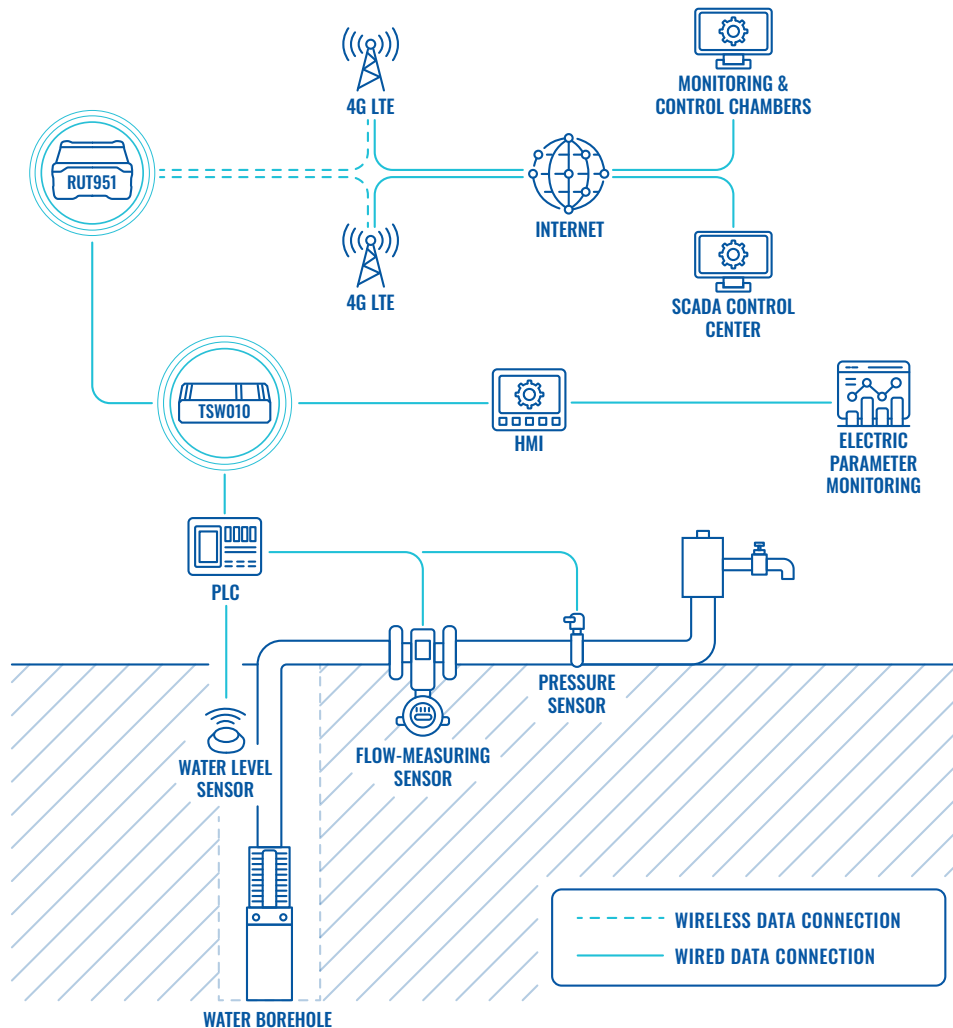 4G LTE
MONITORING &
CONTROL CHAMBERS
RUT951
INTERNET
4G LTE
SCADA CONTROL
CENTER
TSW010
HMI
ELECTRIC
PARAMETER
MONITORING
PLC
PRESSURE
SENSOR
FLOW-MEASURING
SENSOR
WATER LEVEL
SENSOR
WIRELESS DATA CONNECTION
WIRED DATA CONNECTION
WATER BOREHOLE